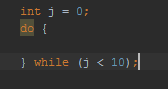 int j = 0;
do {
} while (j < 10);